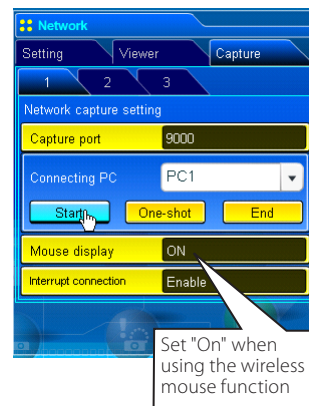 Network
Setting Viewer Capture
1 2 3
Network capture setting
Capture port 9000
Connecting PC PC1
Start One-shot End
Mouse display ON
Interrupt connection Enable
Set "On" when
using the wireless
mouse function